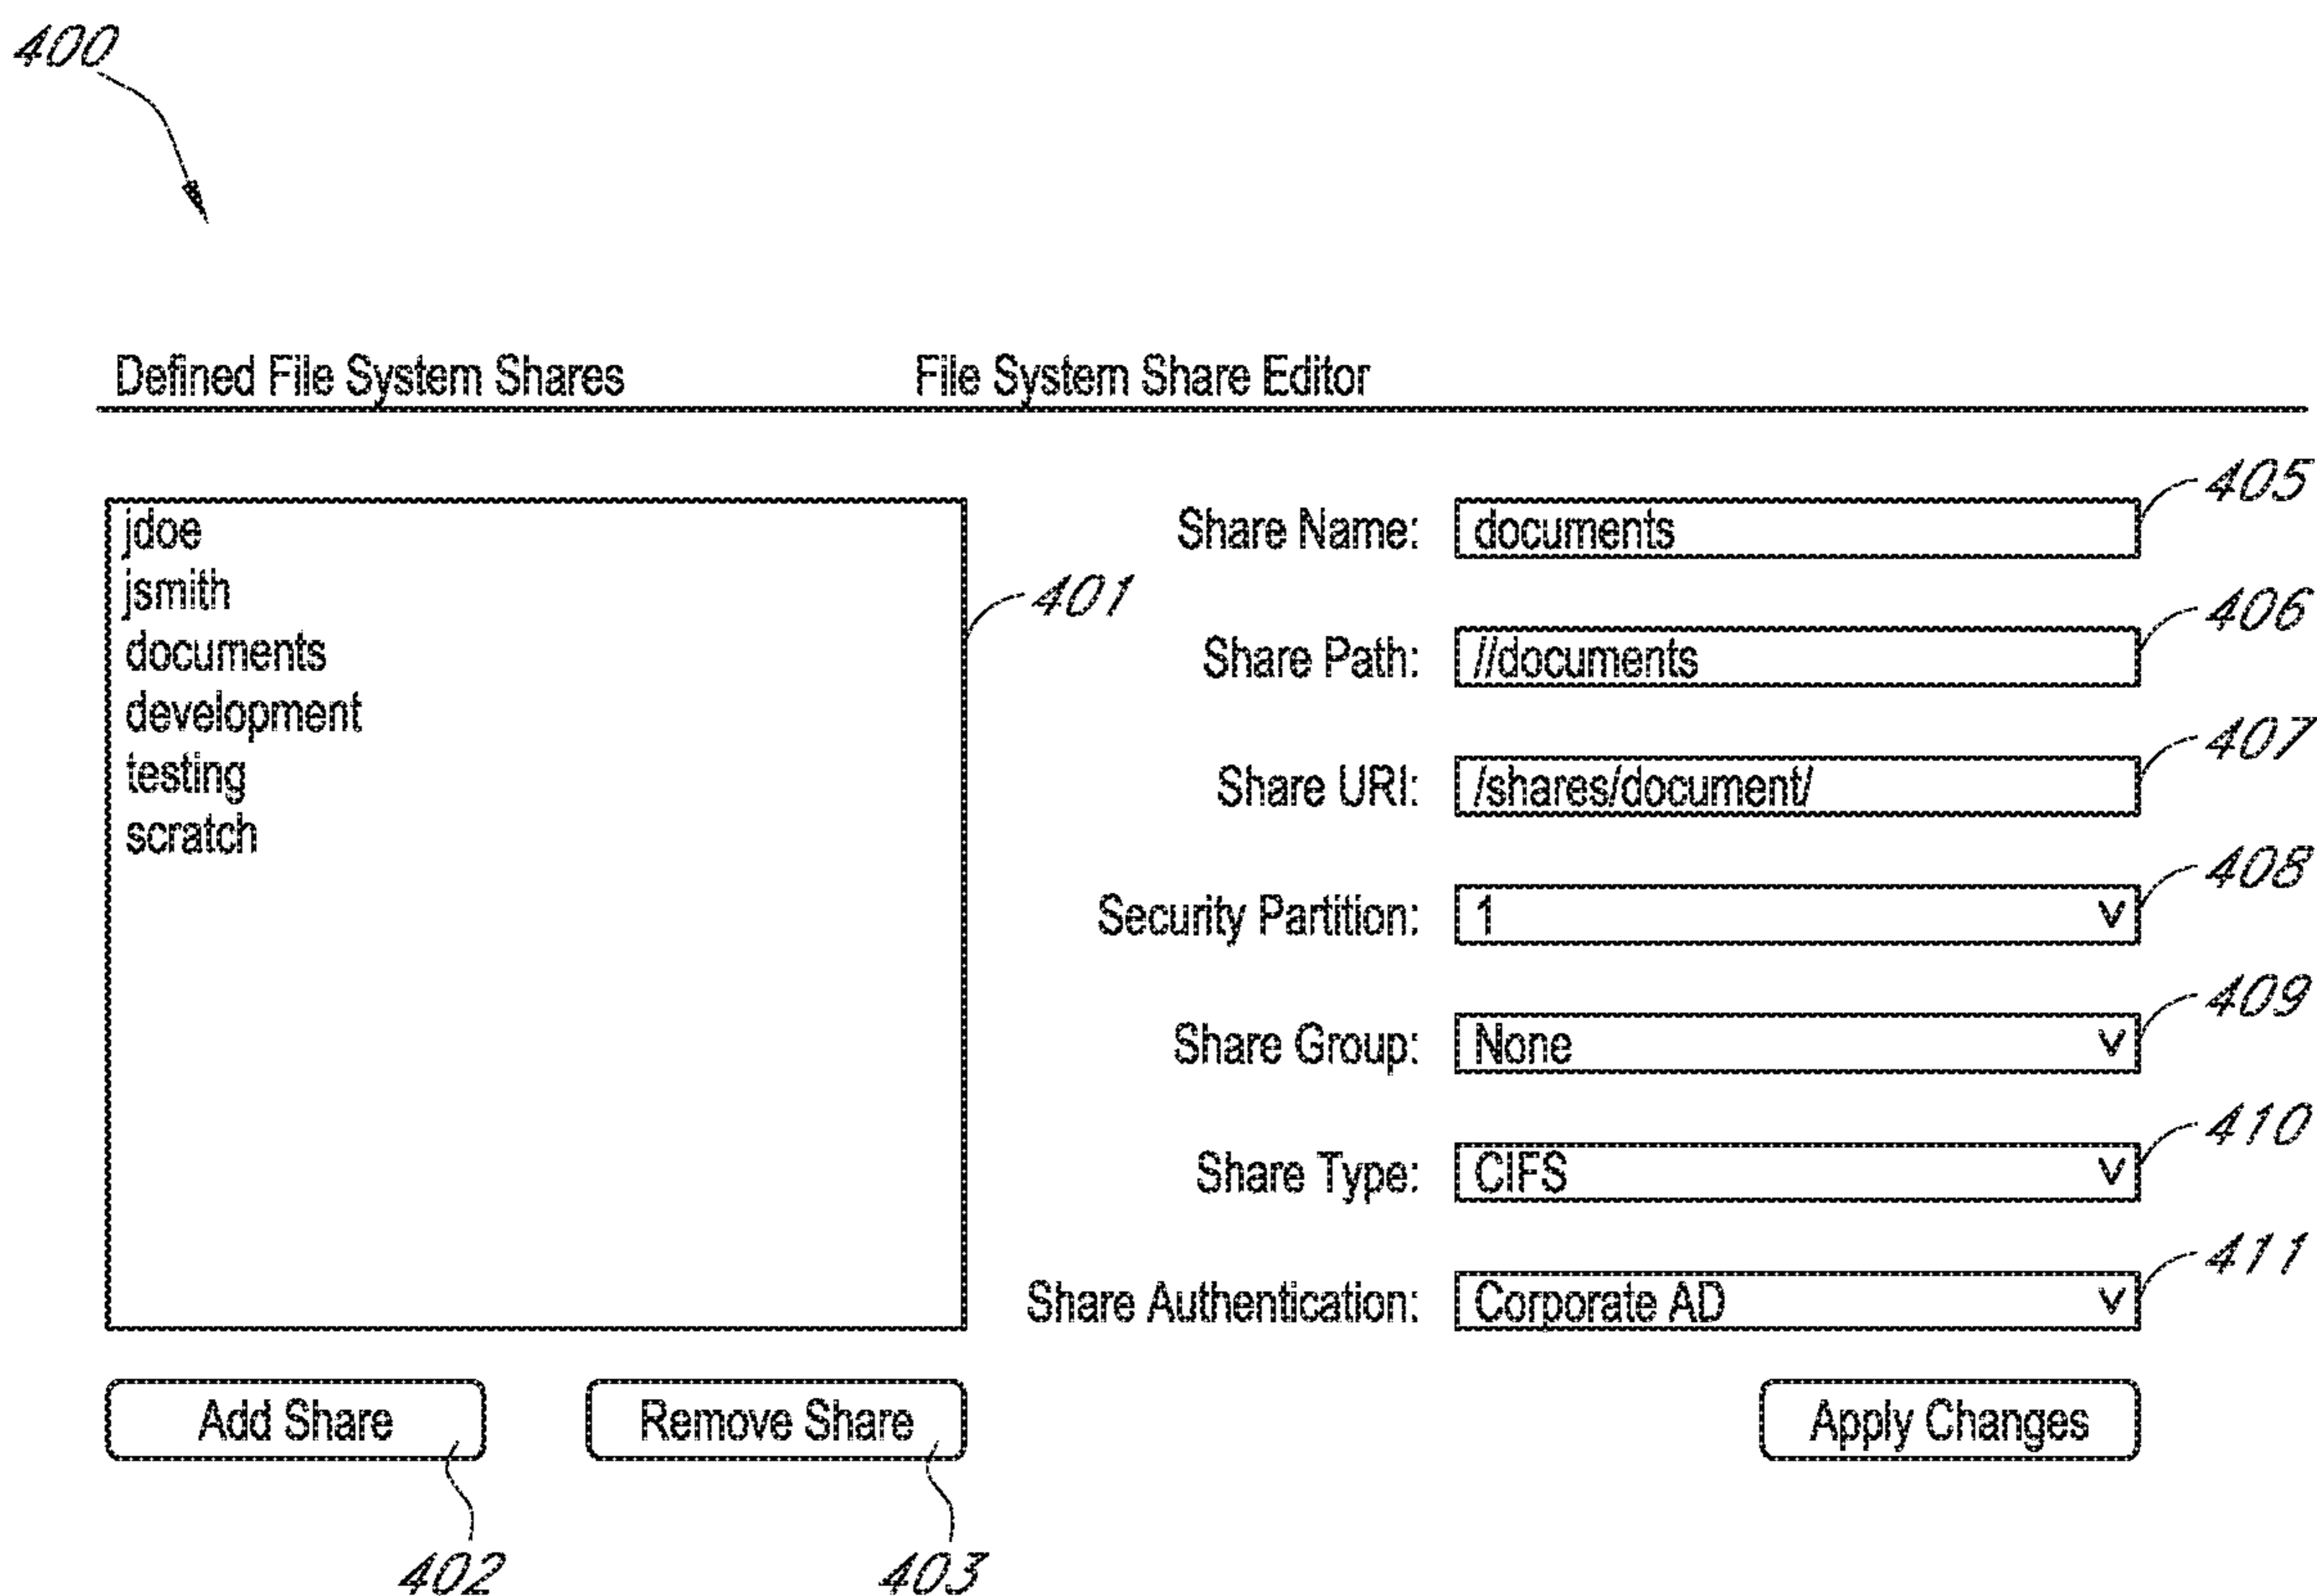 400
Defined File System Shares
File System Share Editor
jdoe
jsmith
documents
development
testing
scratch
401
Share Name: documents 405
Share Path: //documents 406
Share URI: /shares/document/ 407
Security Partition: 1 408
Share Group: None 409
Share Type: CIFS 410
Share Authentication: Corporate AD 411
Add Share
Remove Share
Apply Changes
402
403